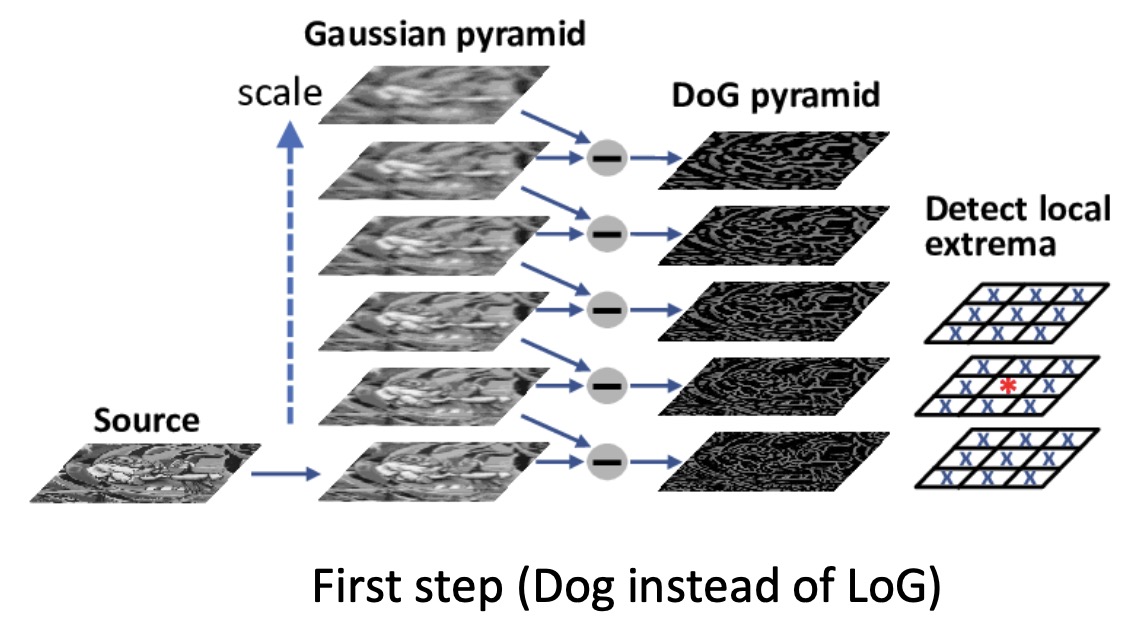 Gaussian pyramid
scale
DoG pyramid
Detect local
extrema
Source
x x x
x x x
x x x
x x x
x * x
x x x
x x x
x x x
x x x
First step (Dog instead of LoG)